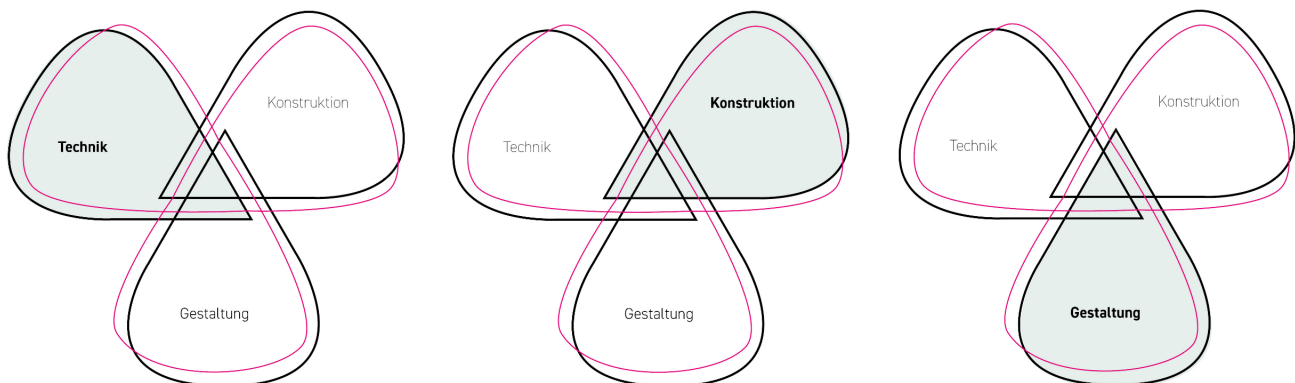 Konstruktion
Technik
Gestaltung
Konstruktion
Technik
Gestaltung
Konstruktion
Technik
Gestaltung